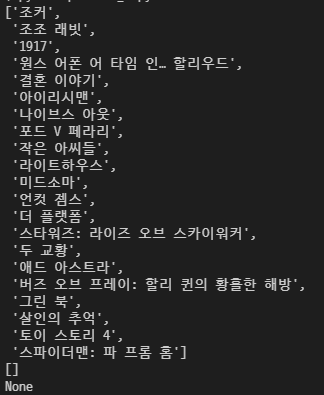 ['조커',
'조조 래빗',
'1917',
'원스 어폰 어 타임 인… 할리우드',
'결혼 이야기',
'아이리시맨',
'나이브스 아웃',
'포드 V 페라리',
'작은 아씨들',
'라이트하우스',
'미드소마',
'언컷 젬스',
'더 플랫폼',
'스타워즈: 라이즈 오브 스카이워커',
'두 교황',
'애드 아스트라',
'버즈 오브 프레이: 할리 퀸의 황홀한 해방',
'그린 북',
'살인의 추억',
'토이 스토리 4',
'스파이더맨: 파 프롬 홈']
[]
None